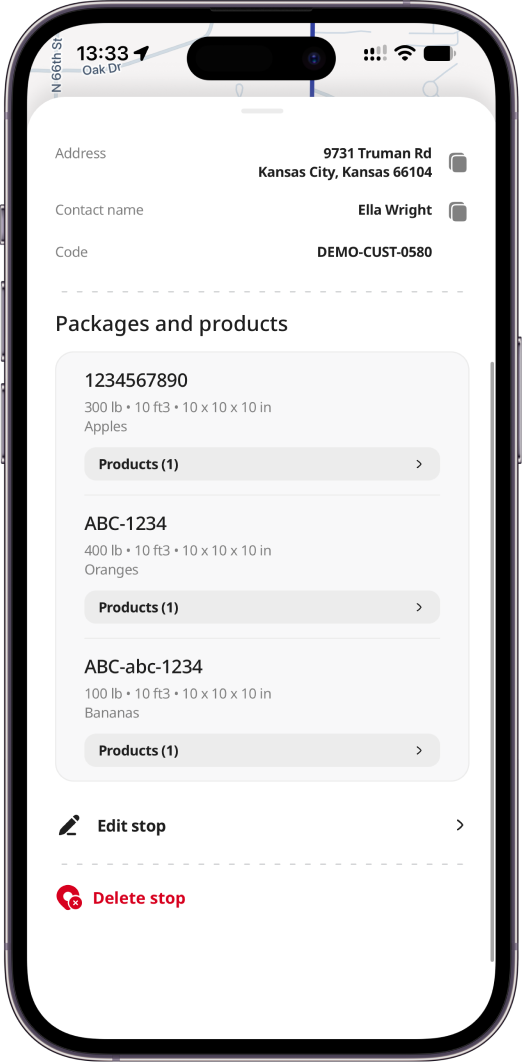 13:33
N 66th St
Oak Dr
Address
9731 Truman Rd
Kansas City, Kansas 66104
Contact name
Ella Wright
Code
DEMO-CUST-0580
Packages and products
1234567890
300 lb • 10 ft3 • 10 x 10 x 10 in
Apples
Products (1)
ABC-1234
400 lb • 10 ft3 • 10 x 10 x 10 in
Oranges
Products (1)
ABC-abc-1234
100 lb • 10 ft3 • 10 x 10 x 10 in
Bananas
Products (1)
Edit stop
Delete stop